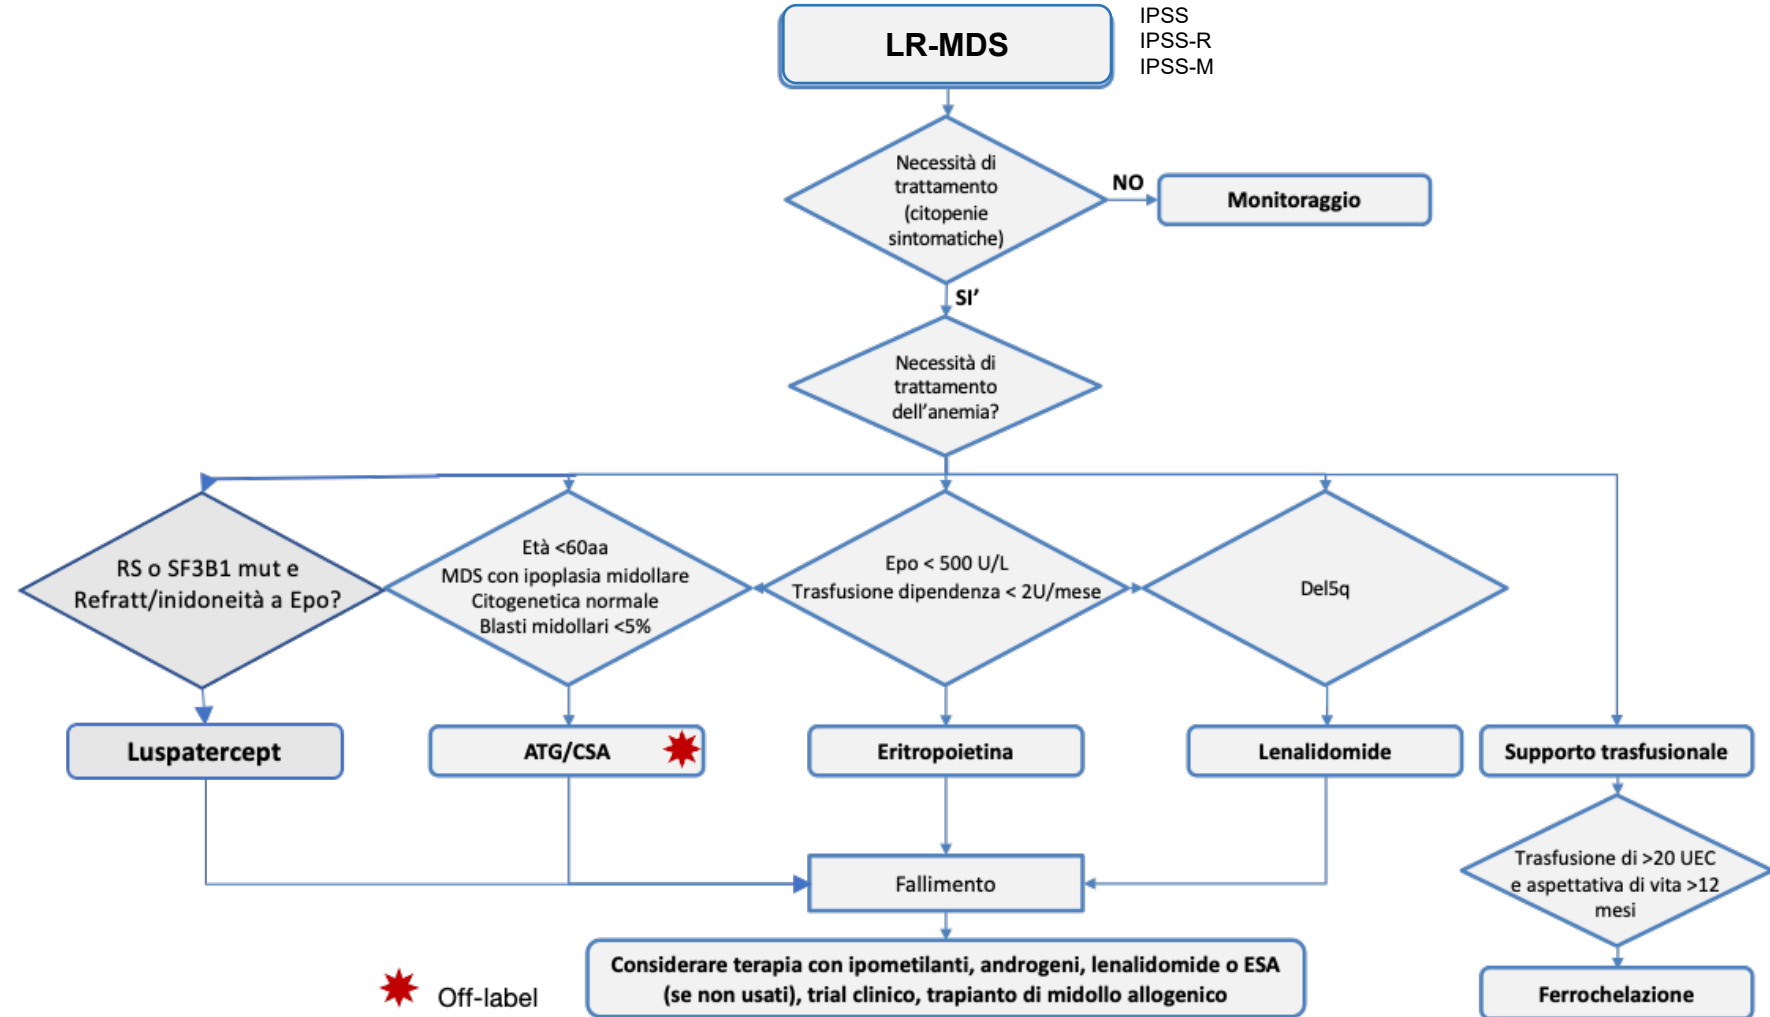 LR-MDS
IPSS
IPSS-R
IPSS-M
Necessità di
trattamento
(citopenie
sintomatiche)
NO
Monitoraggio
SI’
Necessità di
trattamento
dell’anemia?
RS o SF3B1 mut e
Refratt/inidoneità a Epo?
Età <60aa
MDS con ipoplasia midollare
Citogenetica normale
Blasti midollari <5%
Epo < 500 U/L
Trasfusione dipendenza < 2U/mese
Del5q
Luspatercept
ATG/CSA
Eritropoietina
Lenalidomide
Supporto trasfusionale
Trasfusione di >20 UEC
e aspettativa di vita >12
mesi
Fallimento
Considerare terapia con ipometilanti, androgeni, lenalidomide o ESA
(se non usati), trial clinico, trapianto di midollo allogenico
Ferrochelazione
Off-label